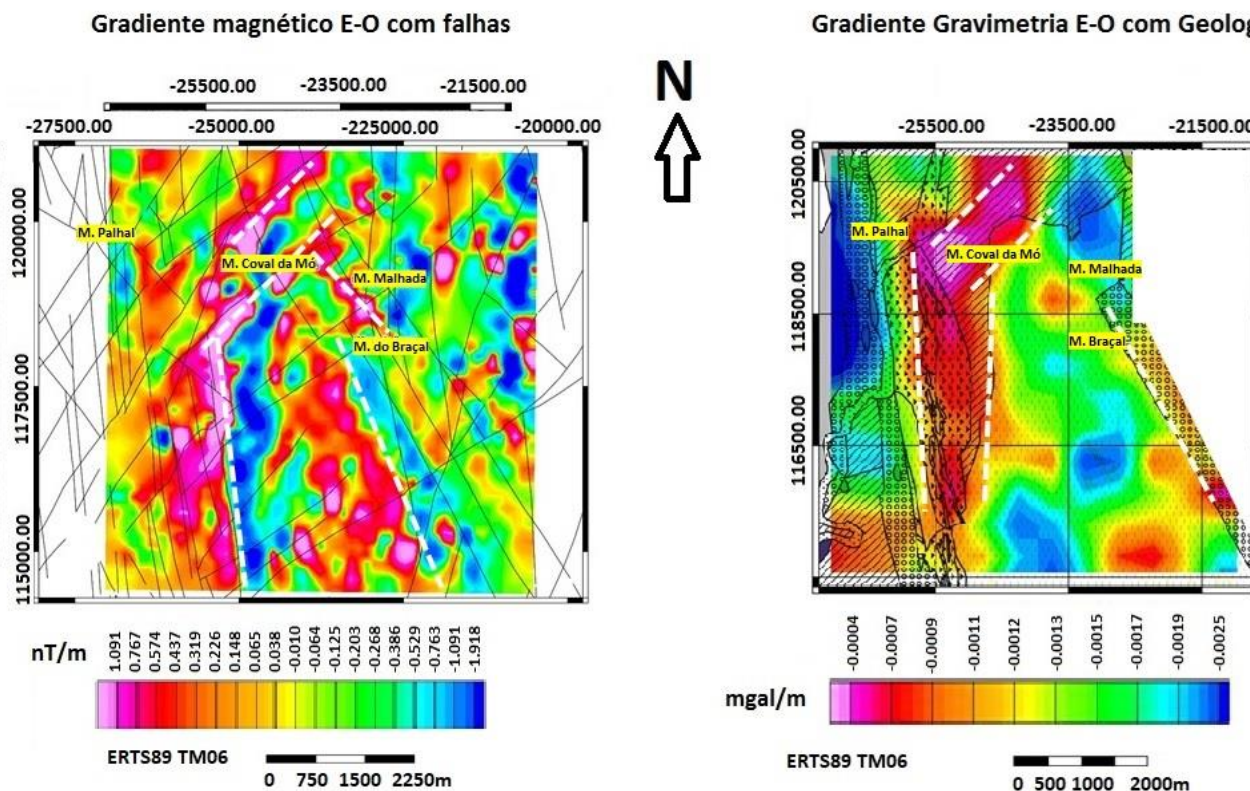 Gradiente magnético E-O com falhas
-25500.00 -23500.00 -21500.00
-27500.00 -25000.00 -225000.00 -20000.00
120000.00
117500.00
115000.00
M. Palhal
M. Coval da Mó
M. Malhada
M. do Braçal
nT/m
1.091 0.767 0.574 0.437 0.319 0.226 0.148 0.065 0.038 -0.010 -0.064 -0.125 -0.203 -0.268 -0.386 -0.529 -0.763 -1.091 -1.918
ERTS89 TM06
0 750 1500 2250m
N
Gradiente Gravimetria E-O com Geolog
-25500.00 -23500.00 -21500.00
120500.00
118500.00
116500.00
M. Palhal
M. Coval da Mó
M. Malhada
M. Braçal
mgal/m
-0.0004 -0.0007 -0.0009 -0.0011 -0.0012 -0.0013 -0.0015 -0.0017 -0.0019 -0.0025
ERTS89 TM06
0 500 1000 2000m